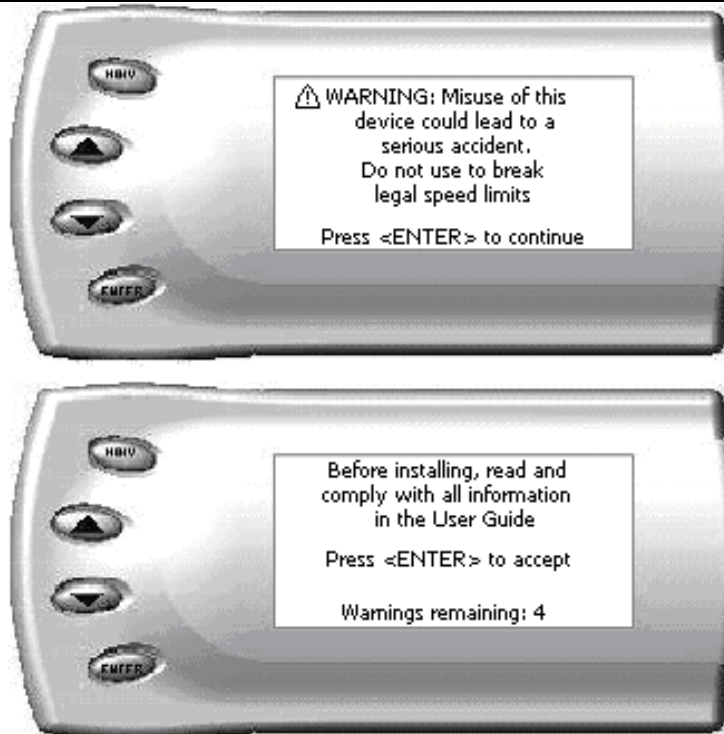 ⚠ WARNING: Misuse of this
device could lead to a
serious accident.
Do not use to break
legal speed limits
Press <ENTER> to continue
ENTER
Before installing, read and
comply with all information
in the User Guide
Press <ENTER> to accept
Warnings remaining: 4
ENTER